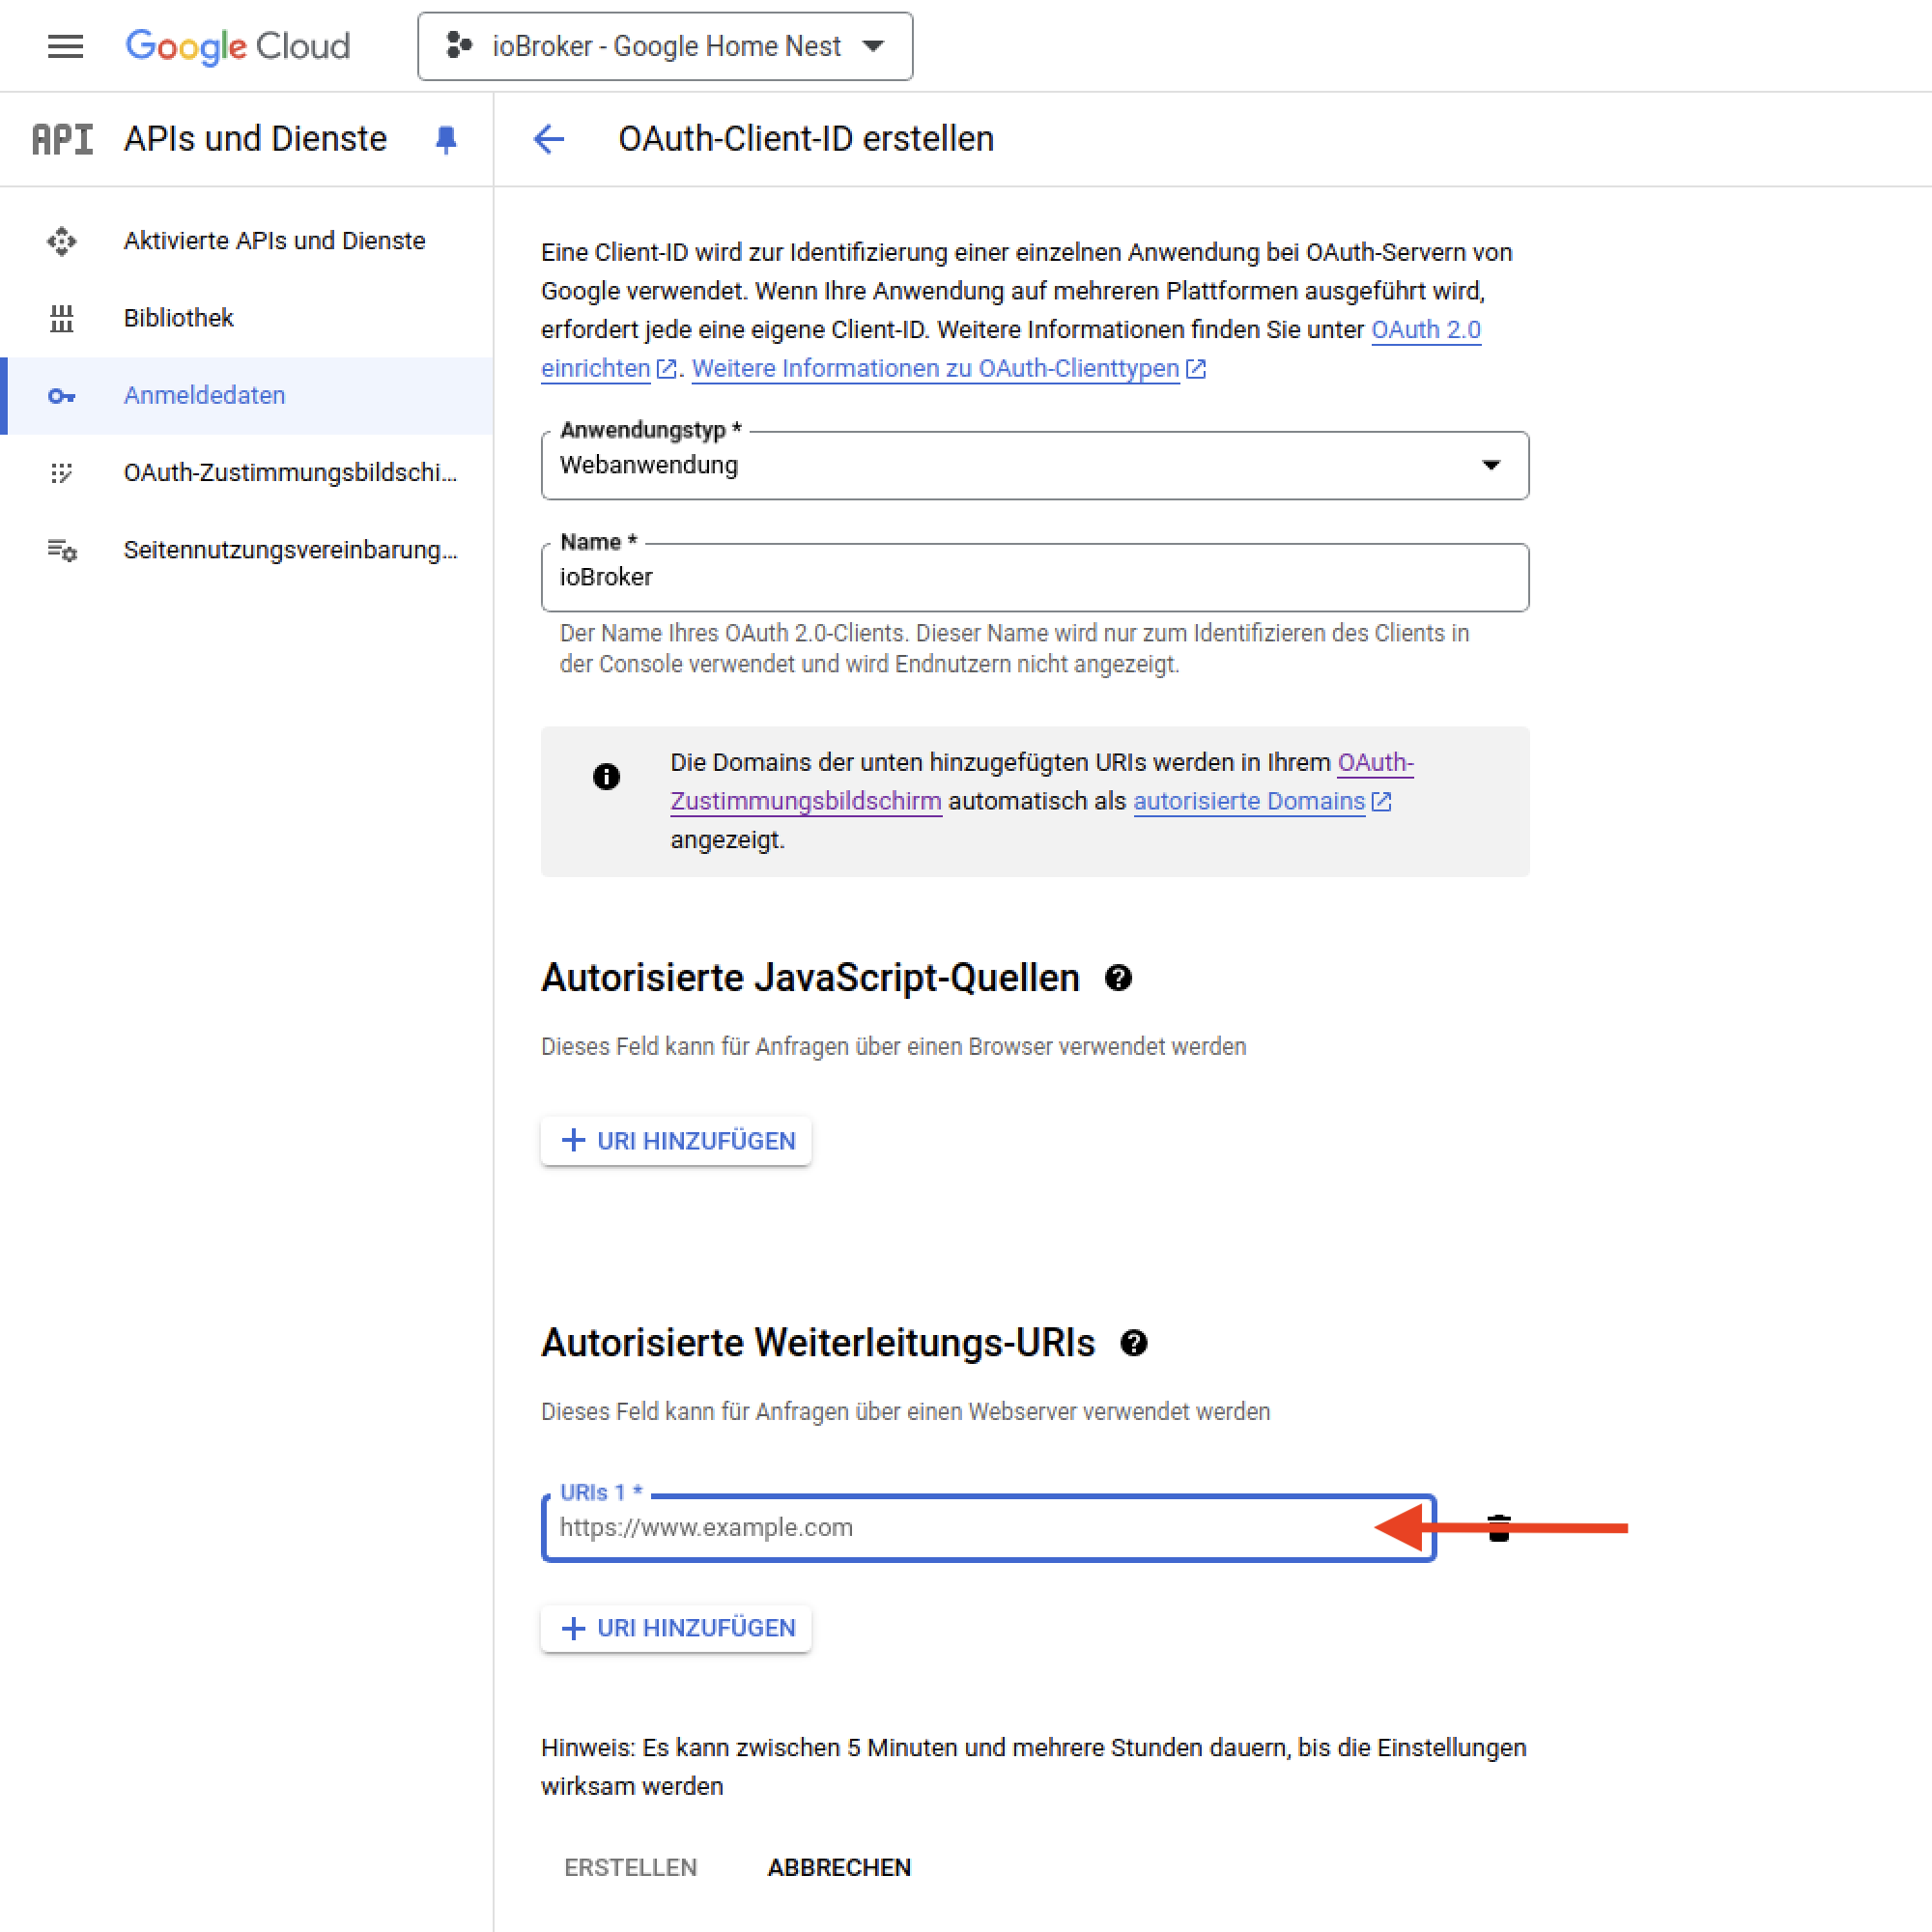 Google Cloud
ioBroker - Google Home Nest
API
APIs und Dienste
OAuth-Client-ID erstellen
Aktivierte APIs und Dienste
Bibliothek
Anmeldedaten
OAuth-Zustimmungsbildschi...
Seitennutzungsvereinbarung...
Eine Client-ID wird zur Identifizierung einer einzelnen Anwendung bei OAuth-Servern von
Google verwendet. Wenn Ihre Anwendung auf mehreren Plattformen ausgeführt wird,
erfordert jede eine eigene Client-ID. Weitere Informationen finden Sie unter OAuth 2.0
einrichten. Weitere Informationen zu OAuth-Clienttypen
Anwendungstyp *
Webanwendung
Name *
ioBroker
Der Name Ihres OAuth 2.0-Clients. Dieser Name wird nur zum Identifizieren des Clients in
der Console verwendet und wird Endnutzern nicht angezeigt.
Die Domains der unten hinzugefügten URIs werden in Ihrem OAuth-
Zustimmungsbildschirm automatisch als autorisierte Domains
angezeigt.
Autorisierte JavaScript-Quellen
Dieses Feld kann für Anfragen über einen Browser verwendet werden
+ URI HINZUFÜGEN
Autorisierte Weiterleitungs-URIs
Dieses Feld kann für Anfragen über einen Webserver verwendet werden
URIs 1 *
https://www.example.com
+ URI HINZUFÜGEN
Hinweis: Es kann zwischen 5 Minuten und mehrere Stunden dauern, bis die Einstellungen
wirksam werden
ERSTELLEN
ABBRECHEN